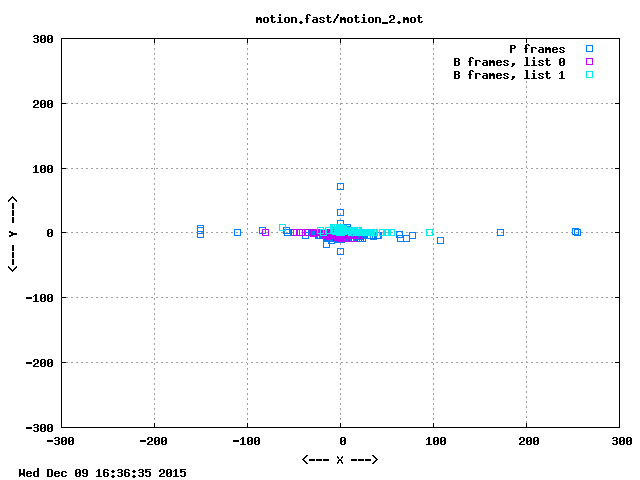 motion.fast/motion_2.mot
P frames
B frames, list 0
B frames, list 1
300
200
100
0
-100
-200
-300
<--- Y --->
-300 -200 -100 0 100 200 300
<--- X --->
Wed Dec 09 16:36:35 2015